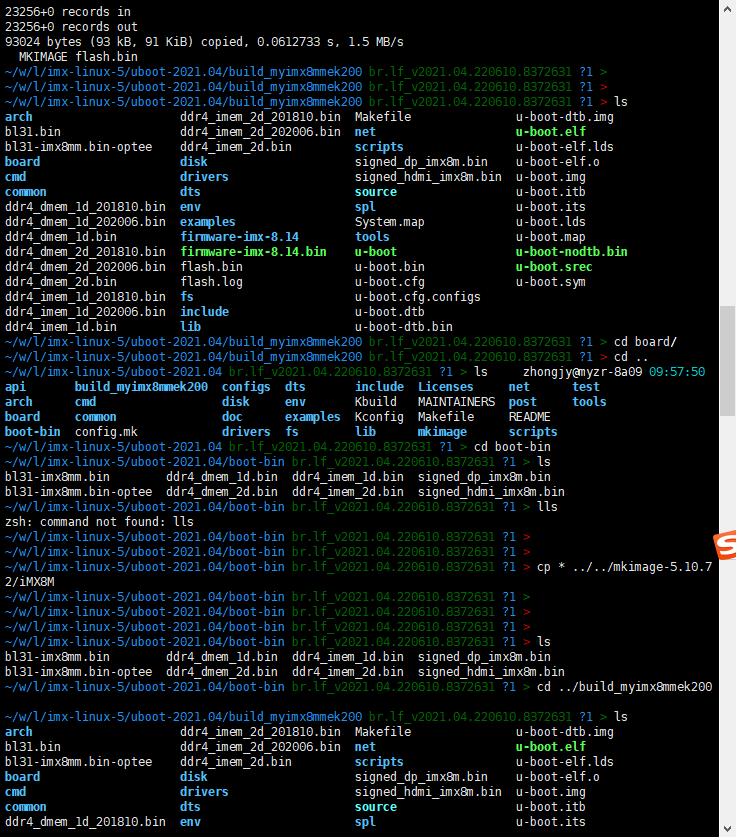 23256+0 records in
23256+0 records out
93024 bytes (93 kB, 91 KiB) copied, 0.0612733 s, 1.5 MB/s
  MKIMAGE flash.bin
~/w/l/imx-linux-5/uboot-2021.04/build_myimx8mmek200 br.lf_v2021.04.220610.8372631 ?1 >
~/w/l/imx-linux-5/uboot-2021.04/build_myimx8mmek200 br.lf_v2021.04.220610.8372631 ?1 >
~/w/l/imx-linux-5/uboot-2021.04/build_myimx8mmek200 br.lf_v2021.04.220610.8372631 ?1 > ls
arch ddr4_imem_2d_201810.bin Makefile u-boot-dtb.img
bl31.bin ddr4_imem_2d_202006.bin net u-boot.elf
bl31-imx8mm.bin-optee ddr4_imem_2d.bin scripts u-boot-elf.lds
board disk signed_dp_imx8m.bin u-boot-elf.o
cmd drivers signed_hdmi_imx8m.bin u-boot.img
common dts source u-boot.itb
ddr4_dmem_1d_201810.bin env spl u-boot.its
ddr4_dmem_1d_202006.bin examples System.map u-boot.lds
ddr4_dmem_1d.bin firmware-imx-8.14 tools u-boot.map
ddr4_dmem_2d_201810.bin firmware-imx-8.14.bin u-boot u-boot-nodtb.bin
ddr4_dmem_2d_202006.bin flash.bin u-boot.bin u-boot.srec
ddr4_dmem_2d.bin flash.log u-boot.cfg u-boot.sym
ddr4_imem_1d_201810.bin fs u-boot.cfg.configs
ddr4_imem_1d_202006.bin include u-boot.dtb
ddr4_imem_1d.bin lib u-boot-dtb.bin
~/w/l/imx-linux-5/uboot-2021.04/build_myimx8mmek200 br.lf_v2021.04.220610.8372631 ?1 > cd board/
~/w/l/imx-linux-5/uboot-2021.04/build_myimx8mmek200 br.lf_v2021.04.220610.8372631 ?1 > cd ..
~/w/l/imx-linux-5/uboot-2021.04 br.lf_v2021.04.220610.8372631 ?1 > ls zhongjy@myzr-8a09 09:57:50
api build_myimx8mmek200 configs dts include Licenses net test
arch cmd disk env Kbuild MAINTAINERS post tools
board common doc examples Kconfig Makefile README
boot-bin config.mk drivers fs lib mkimage scripts
~/w/l/imx-linux-5/uboot-2021.04 br.lf_v2021.04.220610.8372631 ?1 > cd boot-bin
~/w/l/imx-linux-5/uboot-2021.04/boot-bin br.lf_v2021.04.220610.8372631 ?1 > ls
bl31-imx8mm.bin ddr4_dmem_1d.bin ddr4_imem_1d.bin signed_dp_imx8m.bin
bl31-imx8mm.bin-optee ddr4_dmem_2d.bin ddr4_imem_2d.bin signed_hdmi_imx8m.bin
~/w/l/imx-linux-5/uboot-2021.04/boot-bin br.lf_v2021.04.220610.8372631 ?1 > lls
zsh: command not found: lls
~/w/l/imx-linux-5/uboot-2021.04/boot-bin br.lf_v2021.04.220610.8372631 ?1 >
~/w/l/imx-linux-5/uboot-2021.04/boot-bin br.lf_v2021.04.220610.8372631 ?1 >
~/w/l/imx-linux-5/uboot-2021.04/boot-bin br.lf_v2021.04.220610.8372631 ?1 > cp * ../../mkimage-5.10.7
2/iMX8M
~/w/l/imx-linux-5/uboot-2021.04/boot-bin br.lf_v2021.04.220610.8372631 ?1 >
~/w/l/imx-linux-5/uboot-2021.04/boot-bin br.lf_v2021.04.220610.8372631 ?1 >
~/w/l/imx-linux-5/uboot-2021.04/boot-bin br.lf_v2021.04.220610.8372631 ?1 >
~/w/l/imx-linux-5/uboot-2021.04/boot-bin br.lf_v2021.04.220610.8372631 ?1 > ls
bl31-imx8mm.bin ddr4_dmem_1d.bin ddr4_imem_1d.bin signed_dp_imx8m.bin
bl31-imx8mm.bin-optee ddr4_dmem_2d.bin ddr4_imem_2d.bin signed_hdmi_imx8m.bin
~/w/l/imx-linux-5/uboot-2021.04/boot-bin br.lf_v2021.04.220610.8372631 ?1 > cd ../build_myimx8mmek200
~/w/l/imx-linux-5/uboot-2021.04/build_myimx8mmek200 br.lf_v2021.04.220610.8372631 ?1 > ls
arch ddr4_imem_2d_201810.bin Makefile u-boot-dtb.img
bl31.bin ddr4_imem_2d_202006.bin net u-boot.elf
bl31-imx8mm.bin-optee ddr4_imem_2d.bin scripts u-boot-elf.lds
board disk signed_dp_imx8m.bin u-boot-elf.o
cmd drivers signed_hdmi_imx8m.bin u-boot.img
common dts source u-boot.itb
ddr4_dmem_1d_201810.bin env spl u-boot.its